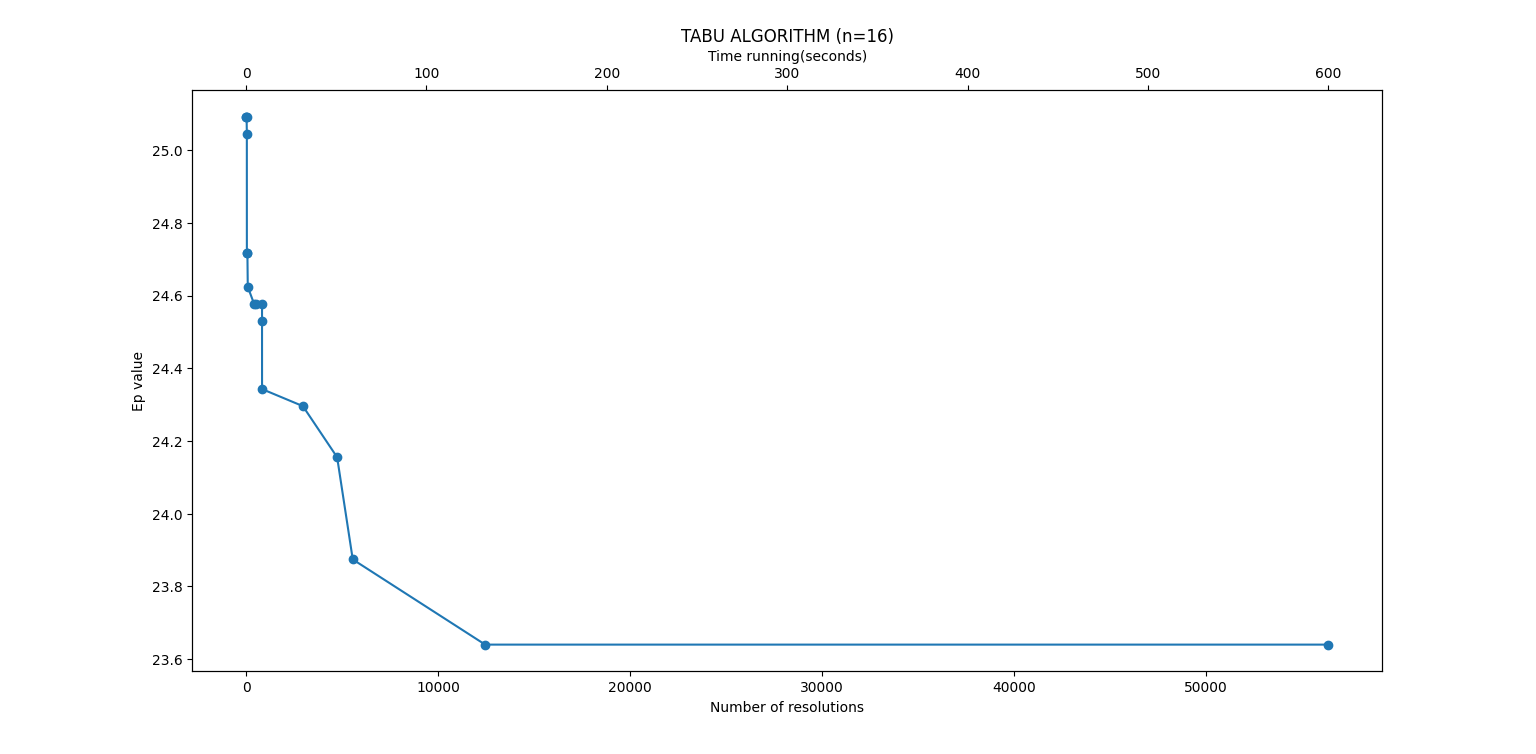 TABU ALGORITHM (n=16)
Time running(seconds)
0 100 200 300 400 500 600
25.0
24.8
24.6
24.4
24.2
24.0
23.8
23.6
Ep value
0 10000 20000 30000 40000 50000
Number of resolutions